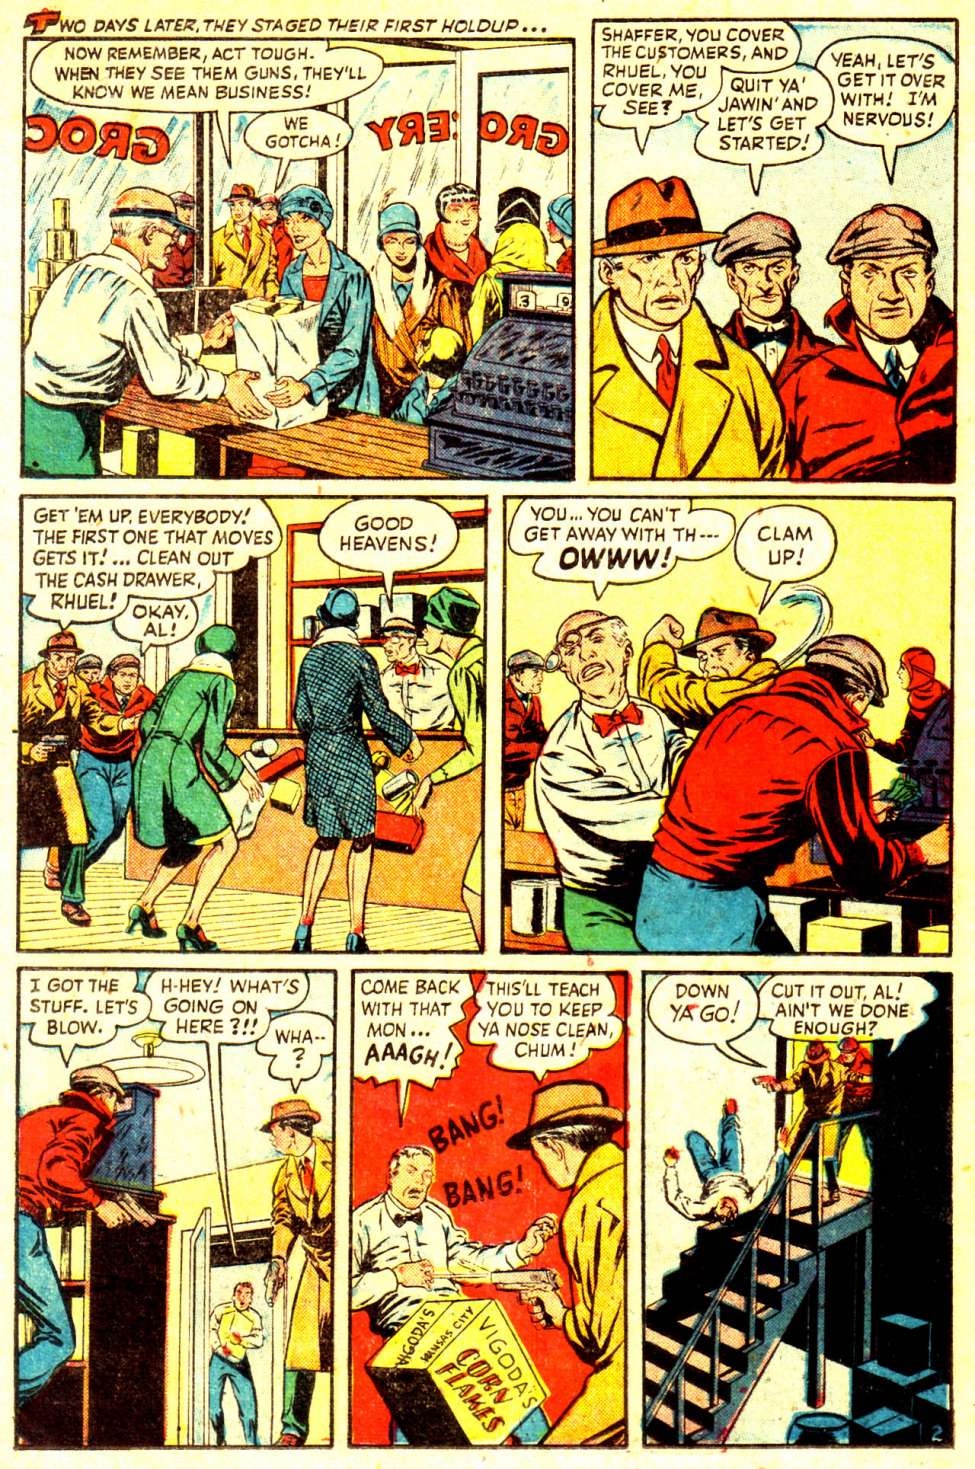 TWO DAYS LATER, THEY STAGED THEIR FIRST HOLDUP...
NOW REMEMBER, ACT TOUGH.
WHEN THEY SEE THEM GUNS, THEY'LL
KNOW WE MEAN BUSINESS!
WE
GOTCHA!
GROC
GROCERY
SHAFFER, YOU COVER
THE CUSTOMERS, AND
RHUEL, YOU
COVER ME,
SEE?
QUIT YA'
JAWIN' AND
LET'S GET
STARTED!
YEAH, LET'S
GET IT OVER
WITH! I'M
NERVOUS!
GET 'EM UP, EVERYBODY!
THE FIRST ONE THAT MOVES
GETS IT!... CLEAN OUT
THE CASH DRAWER,
RHUEL!
OKAY,
AL!
GOOD
HEAVENS!
YOU... YOU CAN'T
GET AWAY WITH TH---
OWWW!
CLAM
UP!
I GOT THE
STUFF. LET'S
BLOW.
H-HEY! WHAT'S
GOING ON
HERE?!!
WHA--
?
COME BACK
WITH THAT
MON...
AAAGH!
THIS'LL TEACH
YOU TO KEEP
YA NOSE CLEAN,
CHUM!
BANG!
BANG!
VIGODA'S
KANSAS CITY
VIGODA'S
CORN
FLAKES
DOWN
YA GO!
CUT IT OUT, AL!
AIN'T WE DONE
ENOUGH?
2